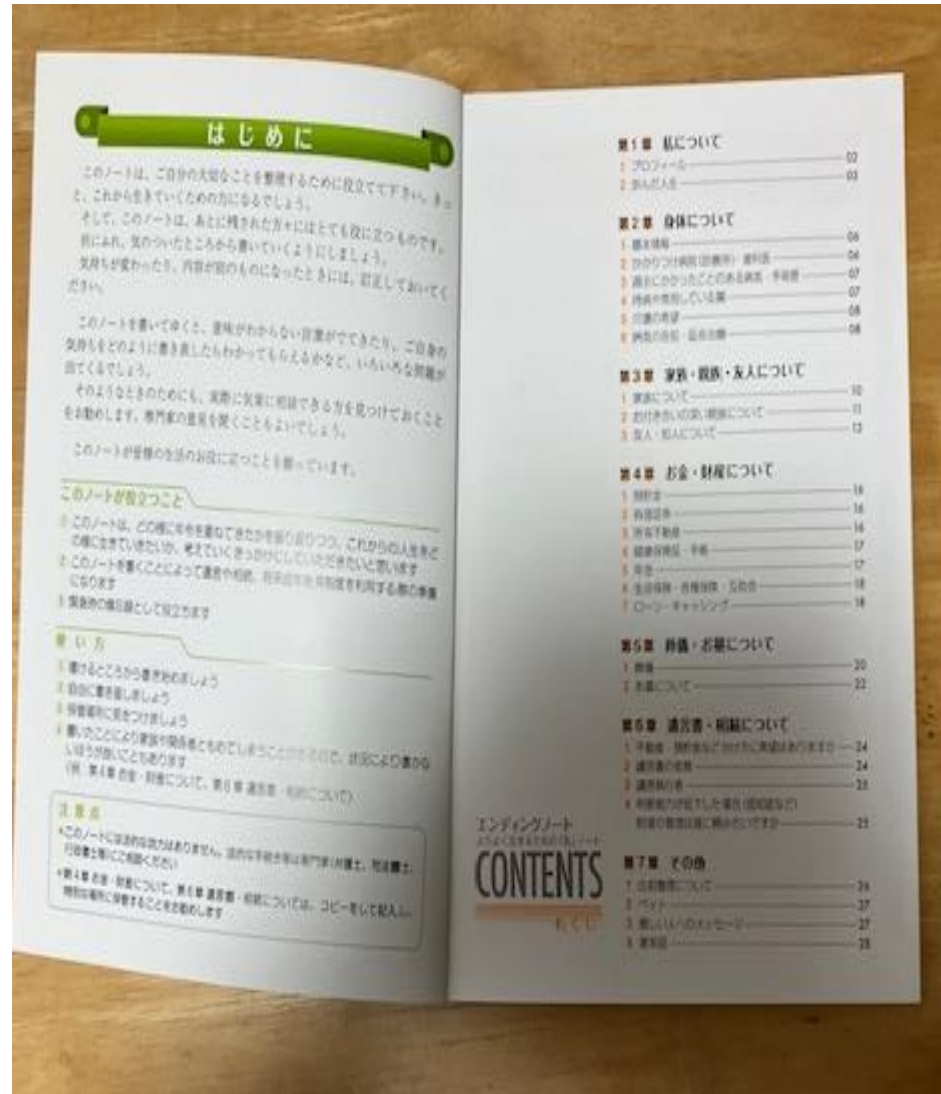 はじめに
このノートは、ご自分の大切なことを整理するために役立てて下さい。きっ
と、これから生きていくための力になるでしょう。
そして、このノートは、あとに残された方々にはとても役に立つものです。
折にふれ、気のついたところから書いていくようにしましょう。
気持ちが変わったり、内容が別のものになったときには、訂正しておいてく
ださい。
このノートを書いてゆくと、意味がわからない言葉がでてきたり、ご自身の
気持ちをどのように書き表したらわかってもらえるかなど、いろいろな問題が
出てくるでしょう。
そのようなときのためにも、実際に気楽に相談できる方を見つけておくこと
をお勧めします。専門家の意見を聞くこともよいでしょう。
このノートが皆様の生活のお役に立つことを願っています。
このノートが役立つこと
1 このノートは、どの様に年令を重ねてきたかを振り返りつつ、これからの人生をど
の様に生きていきたいか、考えていくきっかけにしていただきたいと思います
2 このノートを書くことによって遺言や相続、将来成年後見制度を利用する際の準備
になります
3 緊急時の備忘録として役立ちます
使い方
1 書けるところから書き始めましょう
2 自由に書き直しましょう
3 保管場所に気をつけましょう
4 書いたことにより家族や関係者ともめてしまうことがあるので、状況により書かな
いほうが良いこともあります
(例:第4章 お金・財産について、第6章 遺言書・相続について)
注意点
*このノートには法的な効力はありません。法的な手続き等は専門家(弁護士、司法書士、
行政書士等)にご相談ください
*第4章 お金・財産について、第6章 遺言書・相続については、コピーをして記入し、
特別な場所に保管することをお勧めします
エンディングノート
よりよく生きるための「私」ノート
CONTENTS
もくじ
第1章 私について
1 プロフィール 02
2 歩んだ人生 03
第2章 身体について
1 基本情報 06
2 かかりつけ病院(診療所) 歯科医 06
3 過去にかかったことのある病気・手術歴 07
4 持病や常用している薬 07
5 介護の希望 08
6 病気の告知・延命治療 08
第3章 家族・親族・友人について
1 家族について 10
2 お付き合いの深い親族について 11
3 友人・知人について 12
第4章 お金・財産について
1 預貯金 16
2 有価証券 16
3 所有不動産 16
4 健康保険証・手帳 17
5 年金 17
6 生命保険・各種保険・互助会 18
7 ローン・キャッシング 18
第5章 葬儀・お墓について
1 葬儀 20
2 お墓について 22
第6章 遺言書・相続について
1 不動産・預貯金など分け方に希望はありますか 24
2 遺言書の有無 24
3 遺言執行者 25
4 判断能力が低下した場合(認知症など)
財産の管理は誰に頼みたいですか 25
第7章 その他
1 出前整理について 26
2 ペット 27
3 親しい人へのメッセージ 27
4 家系図 28